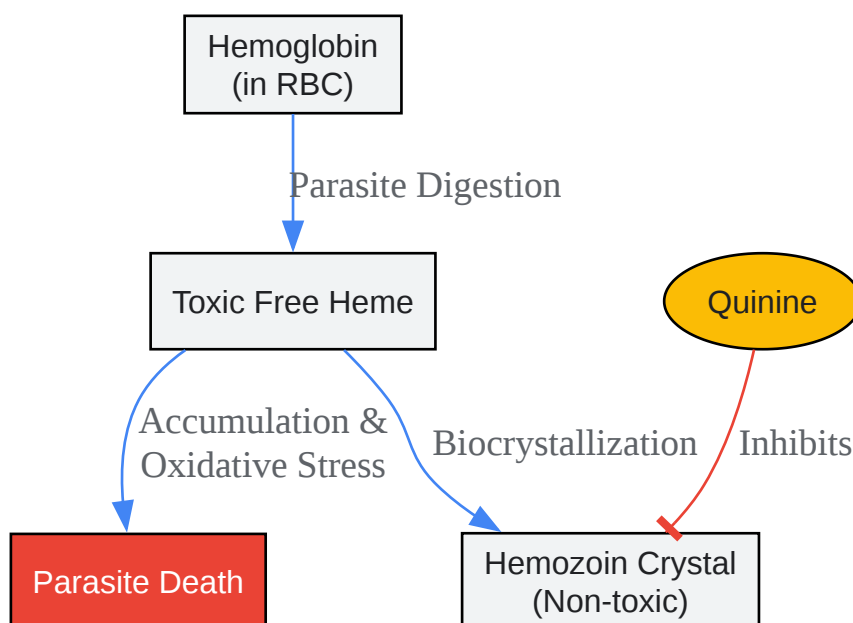 Hemoglobin
(in RBC)
Parasite Digestion
Toxic Free Heme
Quinine
Accumulation &
Oxidative Stress
Biocrystallization
Inhibits
Parasite Death
Hemozoin Crystal
(Non-toxic)